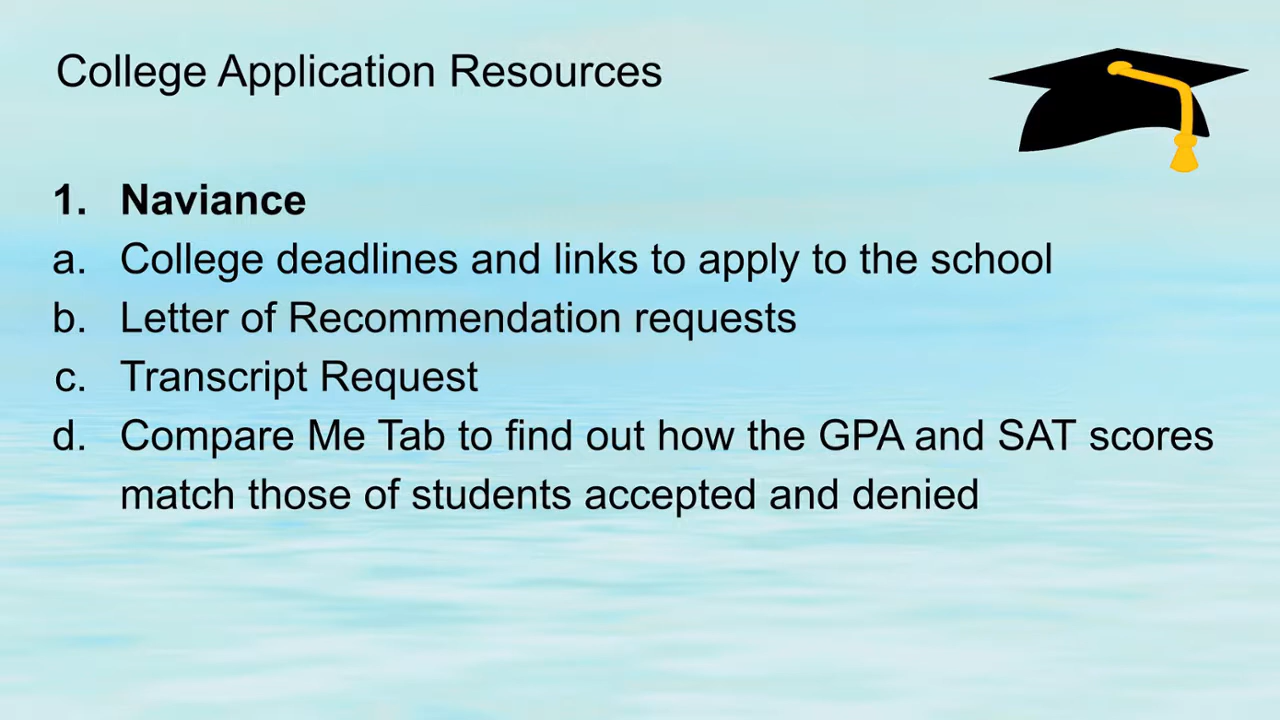 College Application Resources
1. Naviance
a. College deadlines and links to apply to the school
b. Letter of Recommendation requests
c. Transcript Request
d. Compare Me Tab to find out how the GPA and SAT scores
match those of students accepted and denied